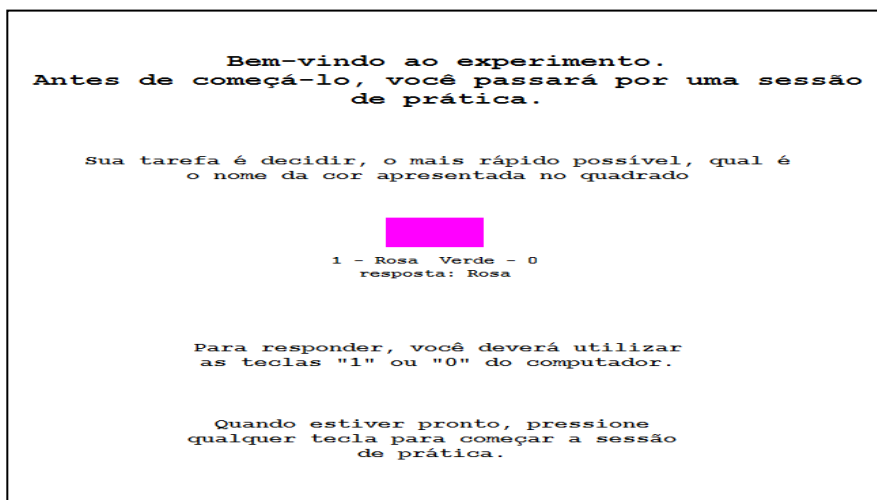 Bem-vindo ao experimento.
Antes de começá-lo, você passará por uma sessão
de prática.
Sua tarefa é decidir, o mais rápido possível, qual é
o nome da cor apresentada no quadrado
1 - Rosa  Verde - 0
resposta: Rosa
Para responder, você deverá utilizar
as teclas "1" ou "0" do computador.
Quando estiver pronto, pressione
qualquer tecla para começar a sessão
de prática.